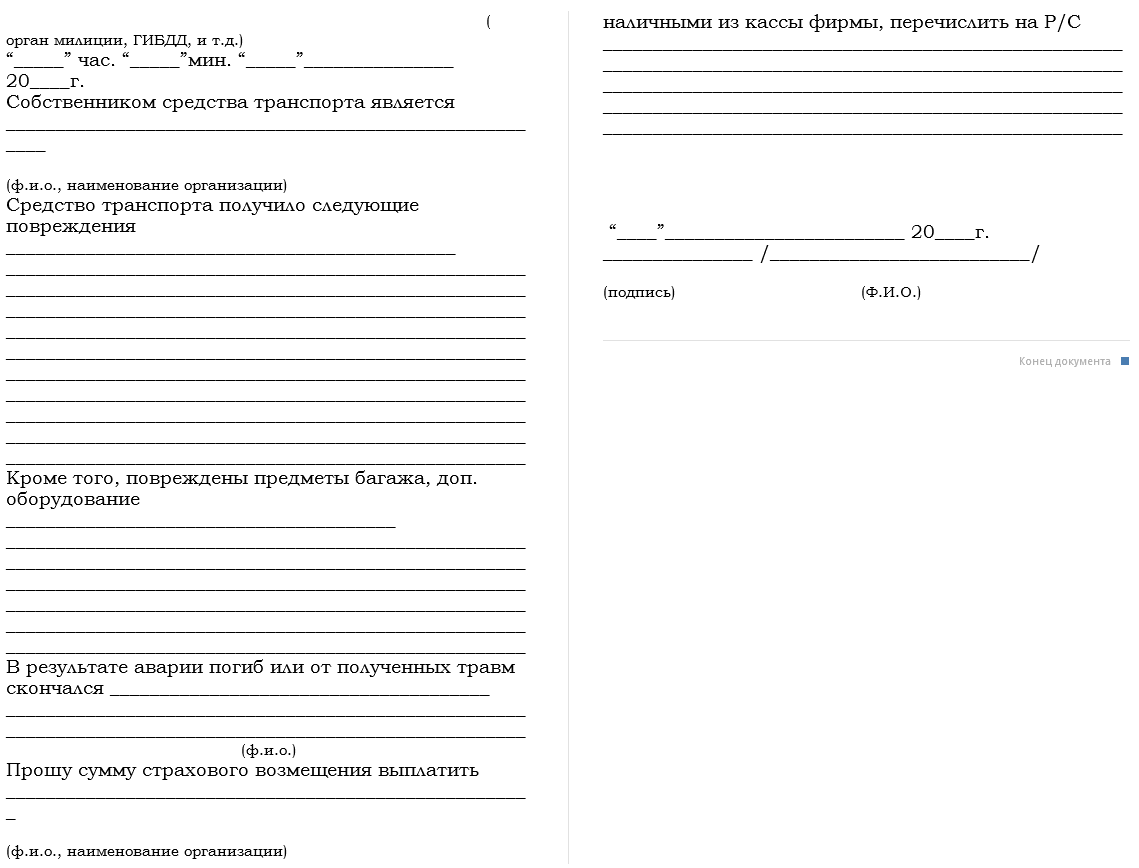 (
орган милиции, ГИБДД, и т.д.)
“_____” час. “_____”мин. “_____”_______________
20____г.
Собственником средства транспорта является
____________________________________________________
____
(ф.и.о., наименование организации)
Средство транспорта получило следующие
повреждения
_____________________________________________
____________________________________________________
____________________________________________________
____________________________________________________
____________________________________________________
____________________________________________________
____________________________________________________
____________________________________________________
____________________________________________________
____________________________________________________
____________________________________________________
Кроме того, повреждены предметы багажа, доп.
оборудование
_______________________________________
____________________________________________________
____________________________________________________
____________________________________________________
____________________________________________________
____________________________________________________
____________________________________________________
В результате аварии погиб или от полученных травм
скончался ______________________________________
____________________________________________________
____________________________________________________
(ф.и.о.)
Прошу сумму страхового возмещения выплатить
____________________________________________________
_
(ф.и.о., наименование организации)
наличными из кассы фирмы, перечислить на Р/С
____________________________________________________
____________________________________________________
____________________________________________________
____________________________________________________
____________________________________________________
“____”________________________ 20____г.
_______________ /__________________________/
(подпись) (Ф.И.О.)
Конец документа